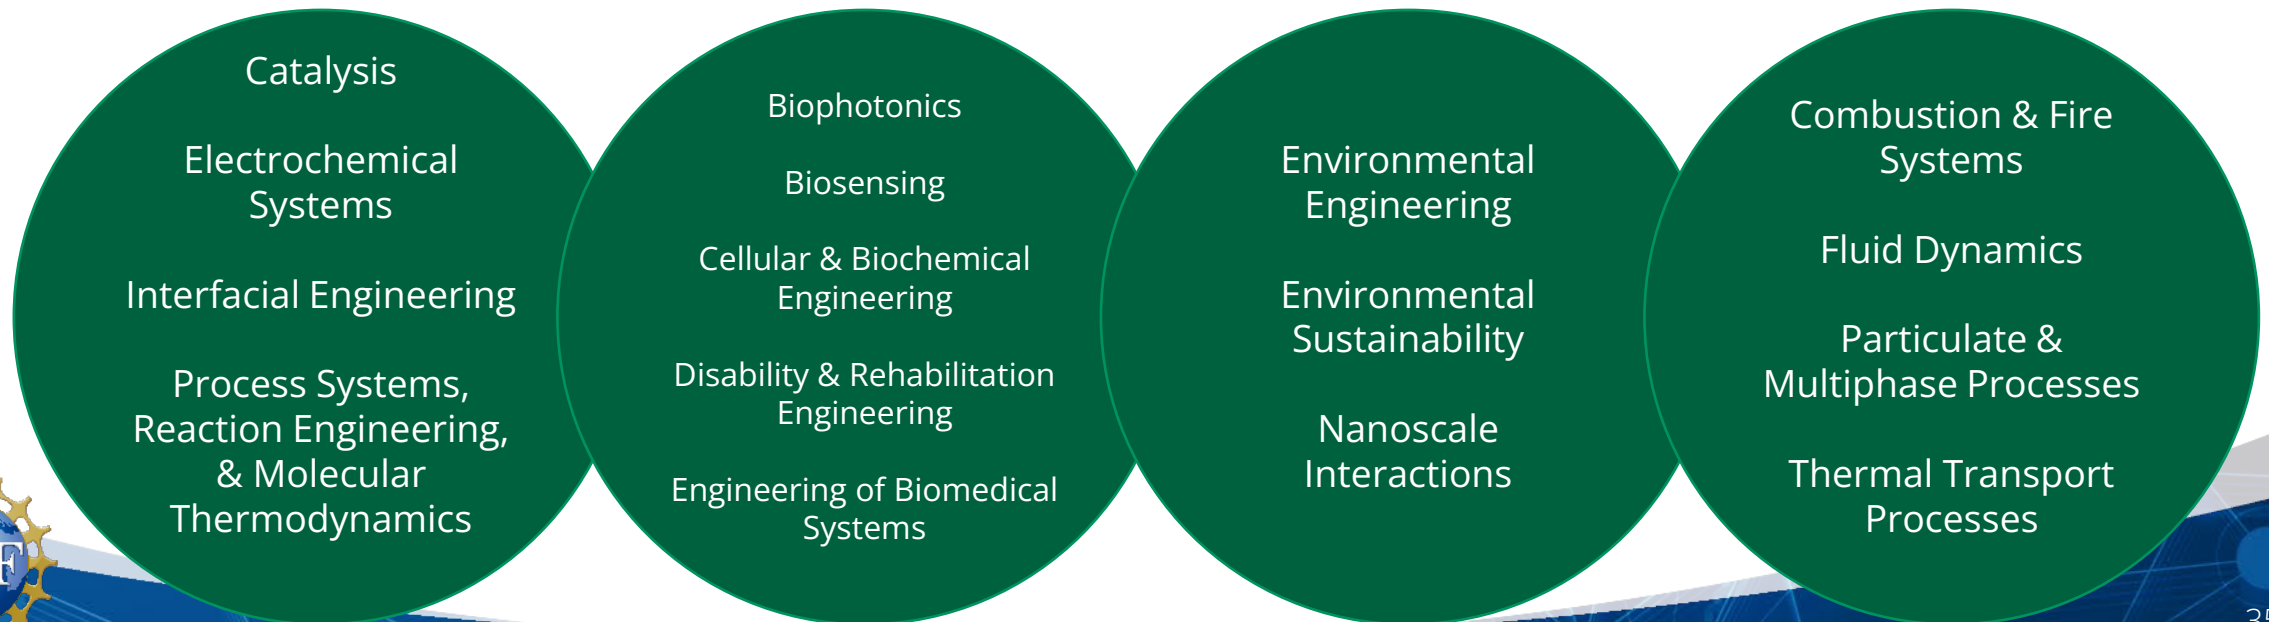 Catalysis
Electrochemical
Systems
Interfacial Engineering
Process Systems,
Reaction Engineering,
& Molecular
Thermodynamics
Biophotonics
Biosensing
Cellular & Biochemical
Engineering
Disability & Rehabilitation
Engineering
Engineering of Biomedical
Systems
Environmental
Engineering
Environmental
Sustainability
Nanoscale
Interactions
Combustion & Fire
Systems
Fluid Dynamics
Particulate &
Multiphase Processes
Thermal Transport
Processes
F